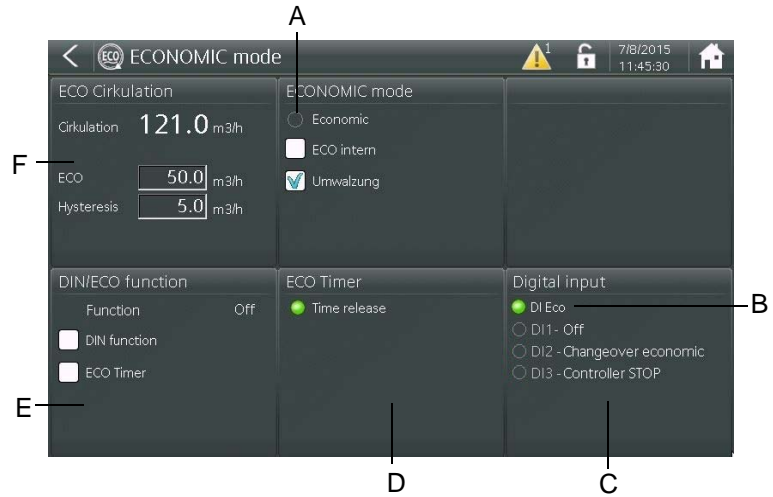 A
ECO ECONOMIC mode
1
7/8/2015
11:45:30
ECO Cirkulation
Cirkulation 121.0 m3/h
ECO 50.0 m3/h
Hysteresis 5.0 m3/h
F
ECONOMIC mode
Economic
ECO intern
Umwalzung
DIN/ECO function
Function Off
DIN function
ECO Timer
E
ECO Timer
Time release
D
Digital input
DI Eco
B
DI1- Off
DI2 - Changeover economic
DI3 - Controller STOP
C